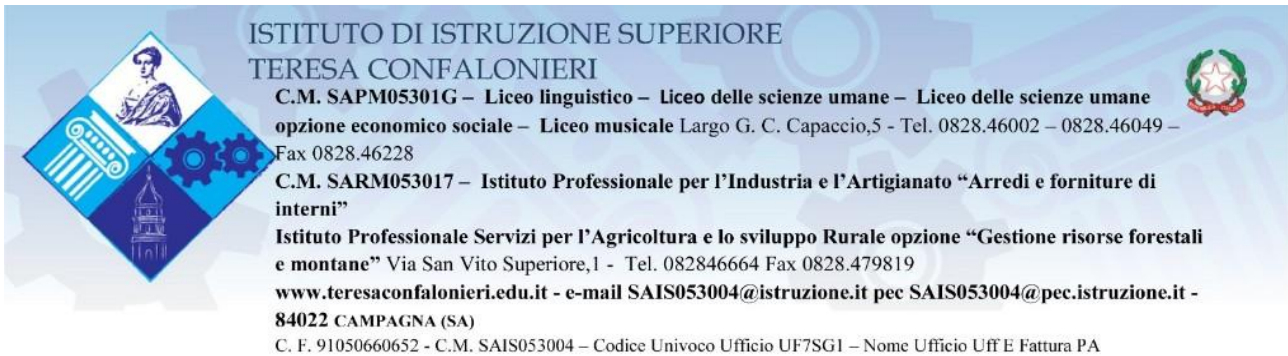 ISTITUTO DI ISTRUZIONE SUPERIORE
TERESA CONFALONIERI
C.M. SAPM05301G – Liceo linguistico – Liceo delle scienze umane – Liceo delle scienze umane
opzione economico sociale – Liceo musicale Largo G. C. Capaccio,5 - Tel. 0828.46002 – 0828.46049 –
Fax 0828.46228
C.M. SARM053017 – Istituto Professionale per l’Industria e l’Artigianato “Arredi e forniture di
interni”
Istituto Professionale Servizi per l’Agricoltura e lo sviluppo Rurale opzione “Gestione risorse forestali
e montane” Via San Vito Superiore,1 - Tel. 082846664 Fax 0828.479819
www.teresaconfalonieri.edu.it - e-mail SAIS053004@istruzione.it pec SAIS053004@pec.istruzione.it -
84022 CAMPAGNA (SA)
C. F. 91050660652 - C.M. SAIS053004 – Codice Univoco Ufficio UF7SG1 – Nome Ufficio Uff E Fattura PA